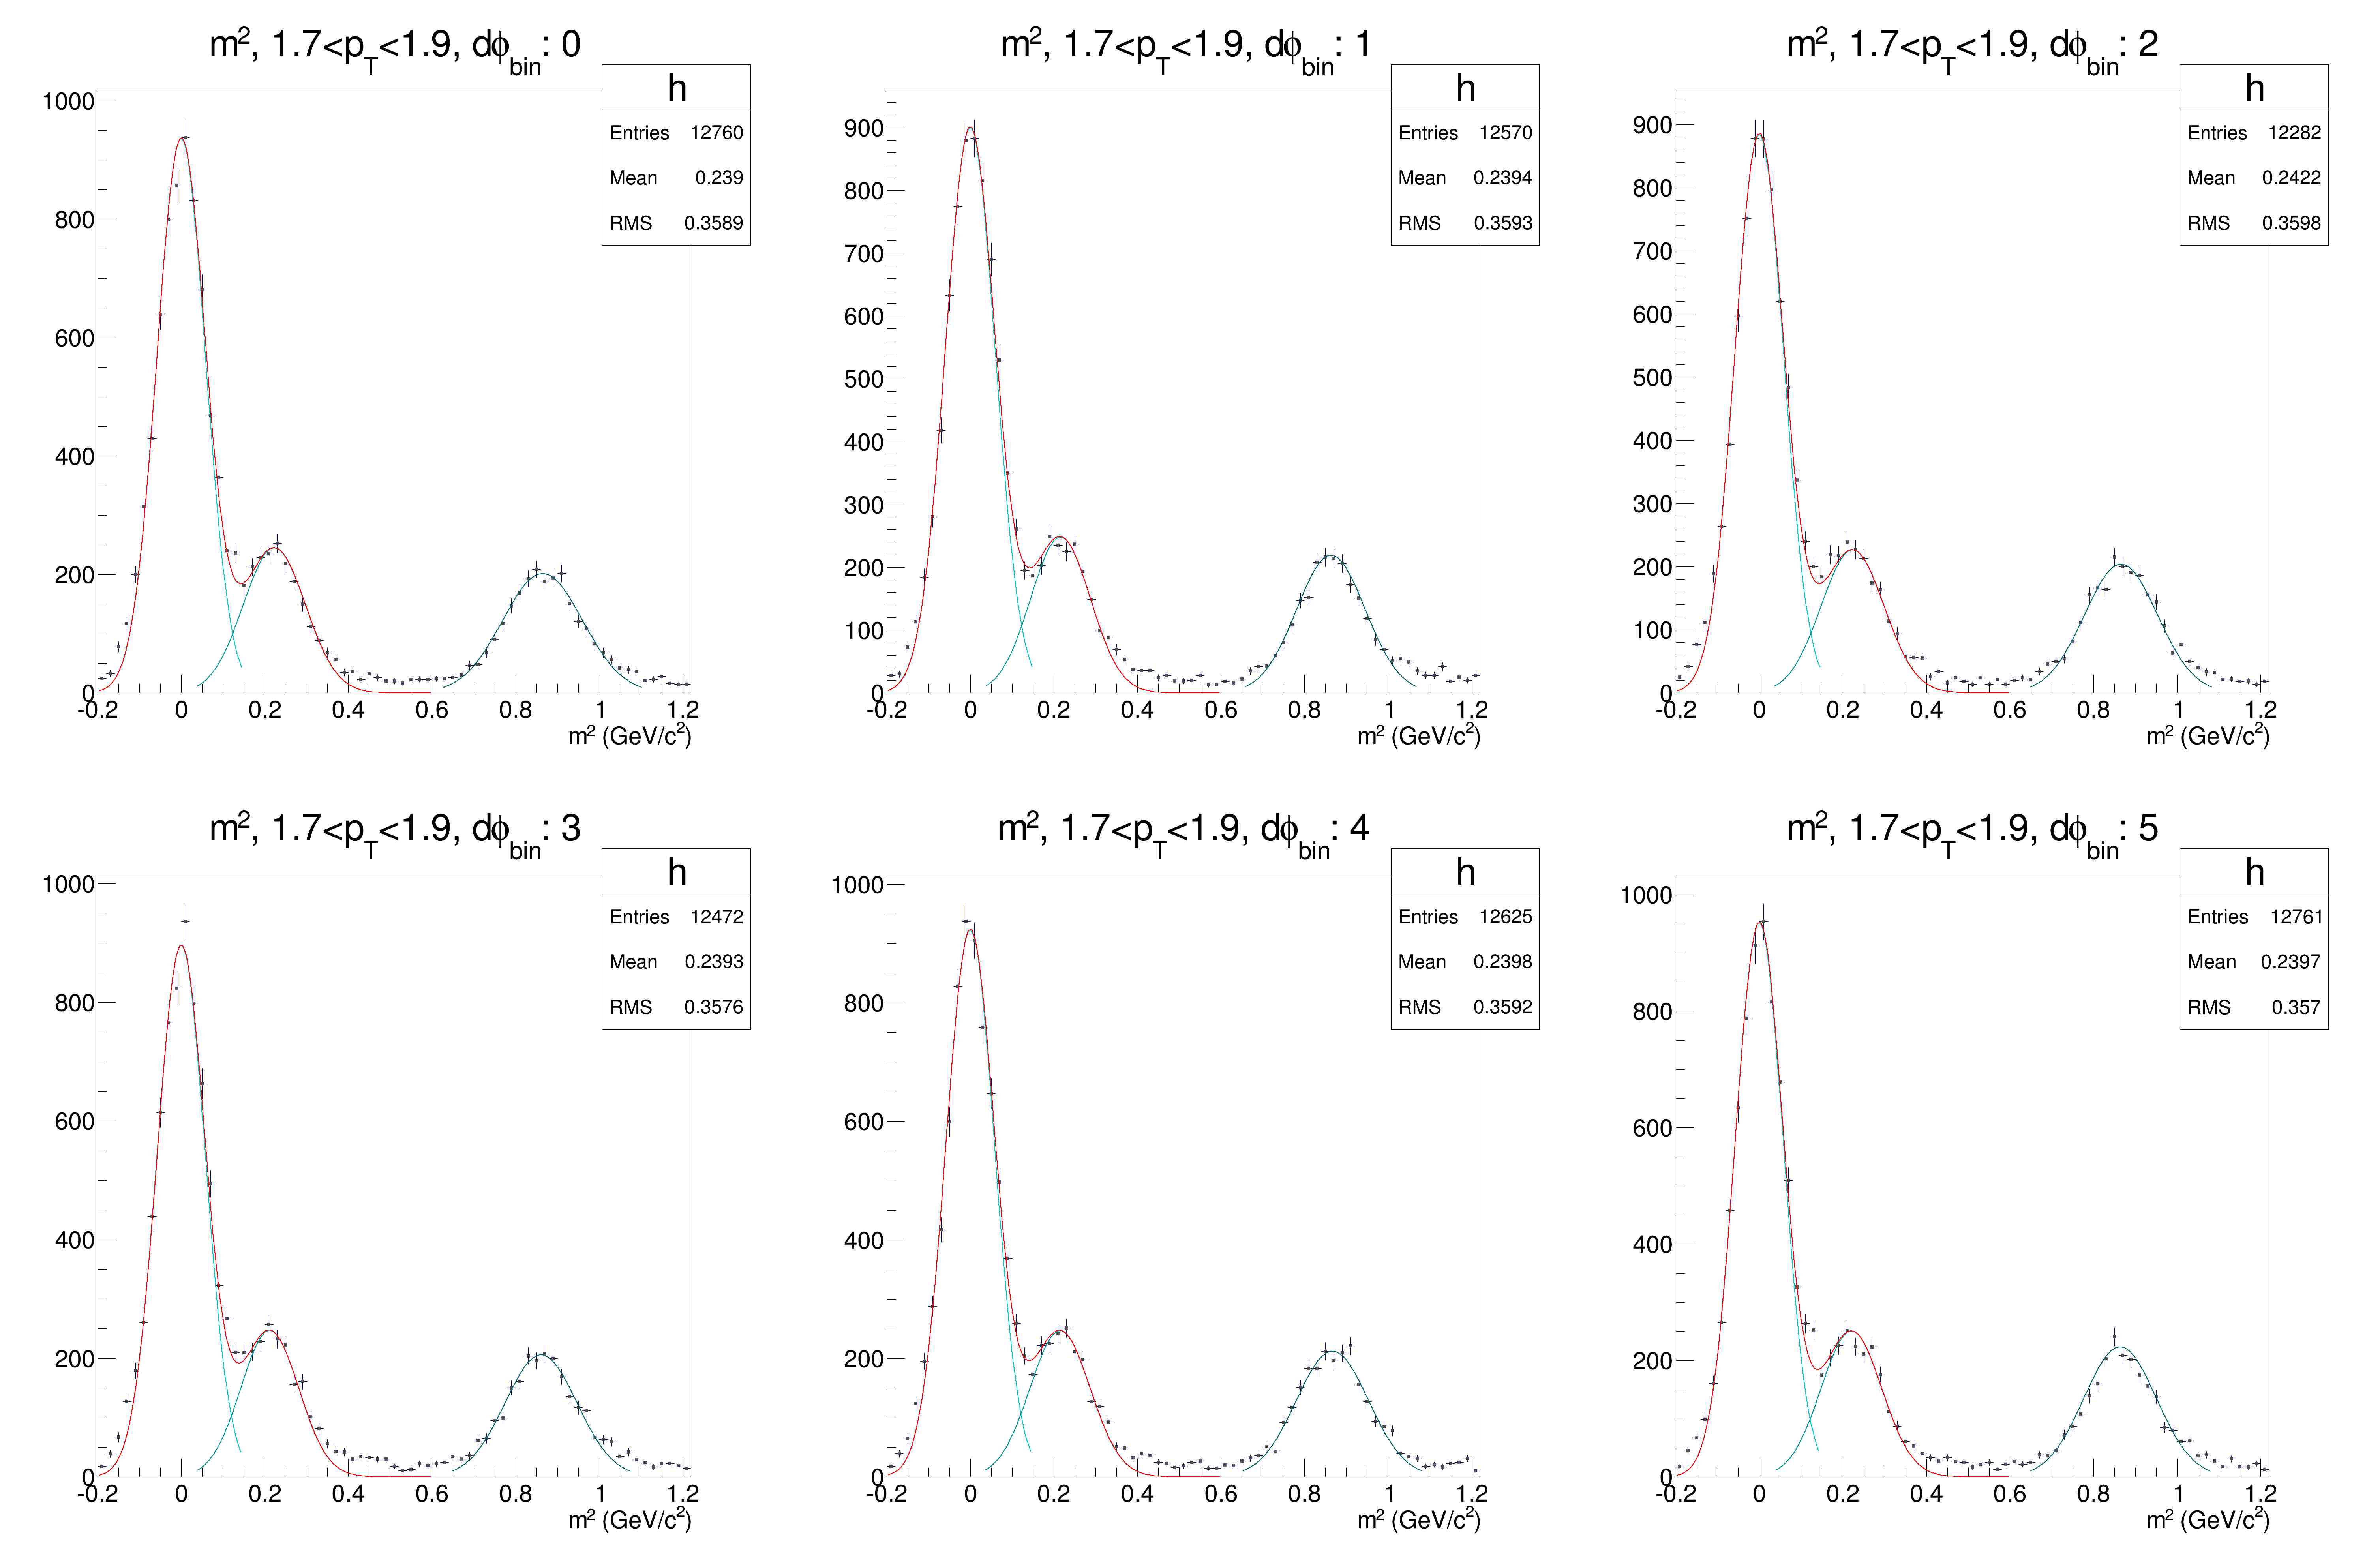 m², 1.7<p_T<1.9, dϕ_bin: 0
h
Entries 12760
Mean 0.239
RMS 0.3589
1000
800
600
400
200
0
-0.2 0 0.2 0.4 0.6 0.8 1 1.2
m² (GeV/c²)
m², 1.7<p_T<1.9, dϕ_bin: 1
h
Entries 12570
Mean 0.2394
RMS 0.3593
900
800
700
600
500
400
300
200
100
0
-0.2 0 0.2 0.4 0.6 0.8 1 1.2
m² (GeV/c²)
m², 1.7<p_T<1.9, dϕ_bin: 2
h
Entries 12282
Mean 0.2422
RMS 0.3598
900
800
700
600
500
400
300
200
100
0
-0.2 0 0.2 0.4 0.6 0.8 1 1.2
m² (GeV/c²)
m², 1.7<p_T<1.9, dϕ_bin: 3
h
Entries 12472
Mean 0.2393
RMS 0.3576
1000
800
600
400
200
0
-0.2 0 0.2 0.4 0.6 0.8 1 1.2
m² (GeV/c²)
m², 1.7<p_T<1.9, dϕ_bin: 4
h
Entries 12625
Mean 0.2398
RMS 0.3592
1000
800
600
400
200
0
-0.2 0 0.2 0.4 0.6 0.8 1 1.2
m² (GeV/c²)
m², 1.7<p_T<1.9, dϕ_bin: 5
h
Entries 12761
Mean 0.2397
RMS 0.357
1000
800
600
400
200
0
-0.2 0 0.2 0.4 0.6 0.8 1 1.2
m² (GeV/c²)